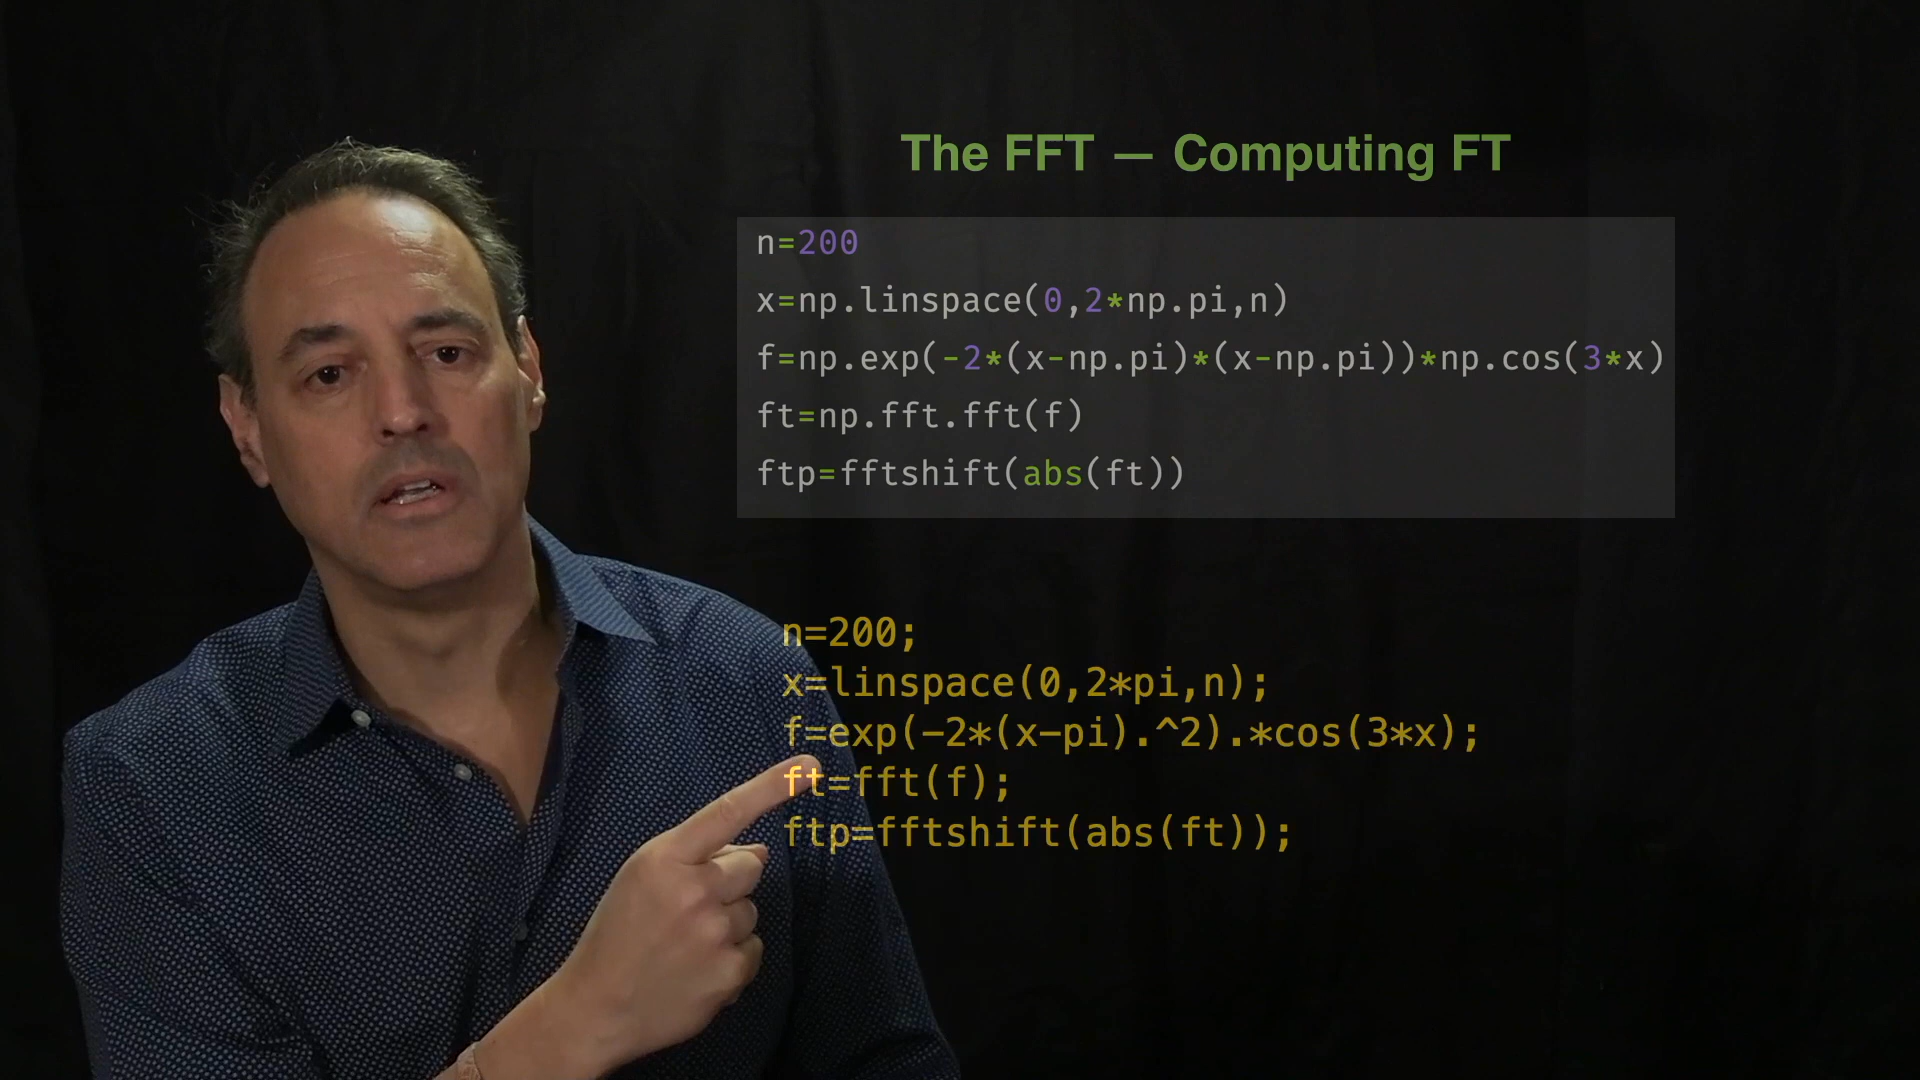 The FFT — Computing FT
n=200
x=np.linspace(0,2*np.pi,n)
f=np.exp(-2*(x-np.pi)*(x-np.pi))*np.cos(3*x)
ft=np.fft.fft(f)
ftp=fftshift(abs(ft))
n=200;
x=linspace(0,2*pi,n);
f=exp(−2*(x−pi).^2).*cos(3*x);
ft=fft(f);
ftp=fftshift(abs(ft));